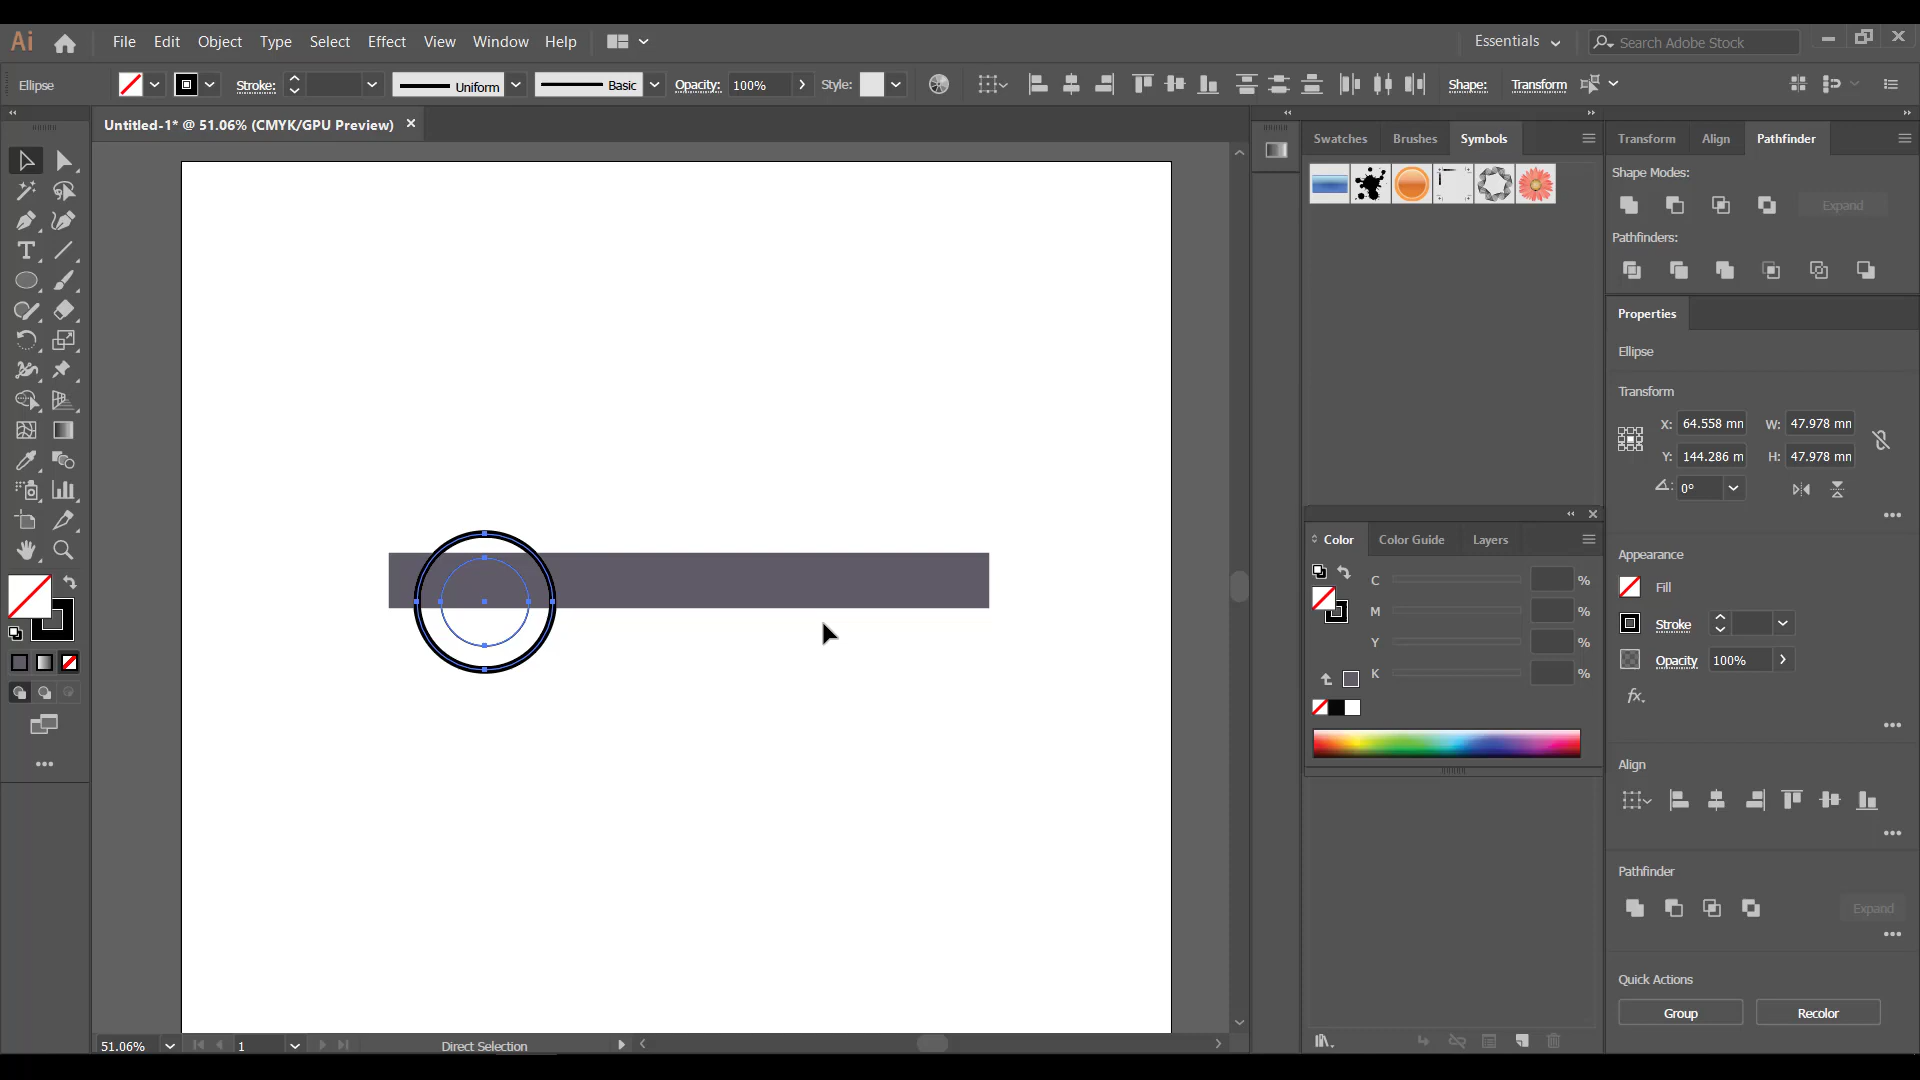 Ai File Edit Object Type Select Effect View Window Help Essentials Search Adobe Stock
Ellipse Stroke: Uniform Basic Opacity: 100% Style: Shape: Transform
Untitled-1* @ 51.06% (CMYK/GPU Preview)
Swatches Brushes Symbols
Transform Align Pathfinder
Shape Modes:
Expand
Pathfinders:
Properties
Ellipse
Transform
X: 64.558 mm W: 47.978 mm
Y: 144.286 m H: 47.978 mm
0°
Color Color Guide Layers
C %
M %
Y %
K %
Appearance
Fill
Stroke
Opacity 100%
fx
Align
Pathfinder
Expand
Quick Actions
Group Recolor
51.06% 1 Direct Selection